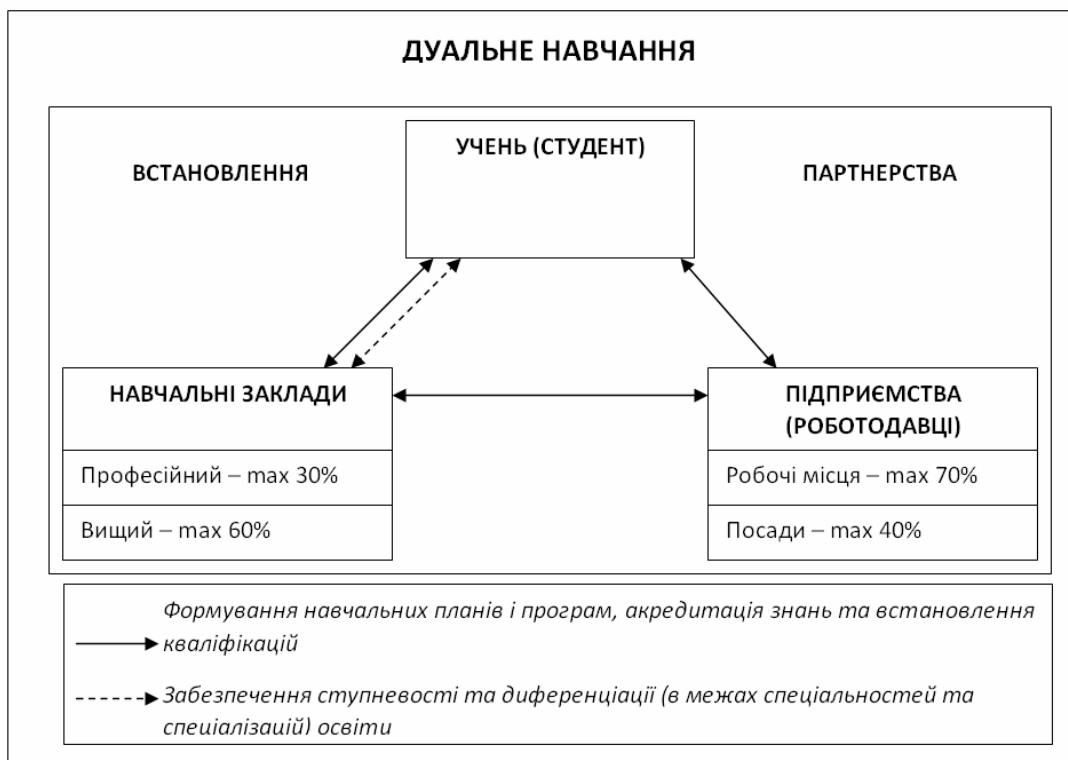 ДУАЛЬНЕ НАВЧАННЯ
УЧЕНЬ (СТУДЕНТ)
ВСТАНОВЛЕННЯ
ПАРТНЕРСТВА
НАВЧАЛЬНІ ЗАКЛАДИ
Професійний – max 30%
Вищий – max 60%
ПІДПРИЄМСТВА
(РОБОТОДАВЦІ)
Робочі місця – max 70%
Посади – max 40%
Формування навчальних планів і програм, акредитація знань та встановлення
кваліфікацій
Забезпечення ступневості та диференціації (в межах спеціальностей та
спеціалізацій) освіти